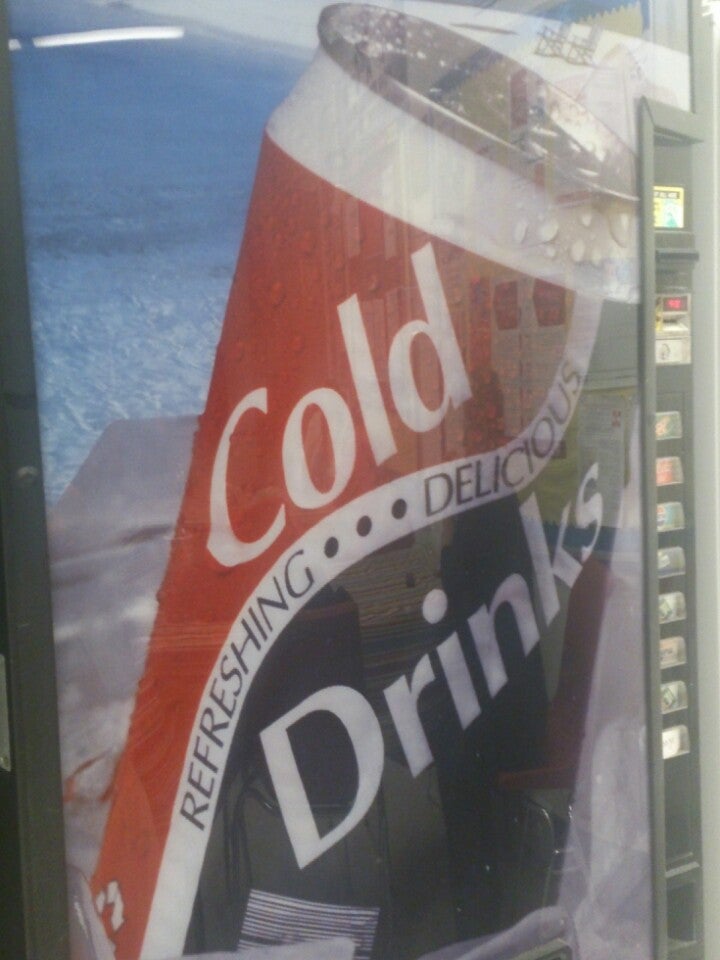 Cold
REFRESHING ••• DELICIOUS
Drinks